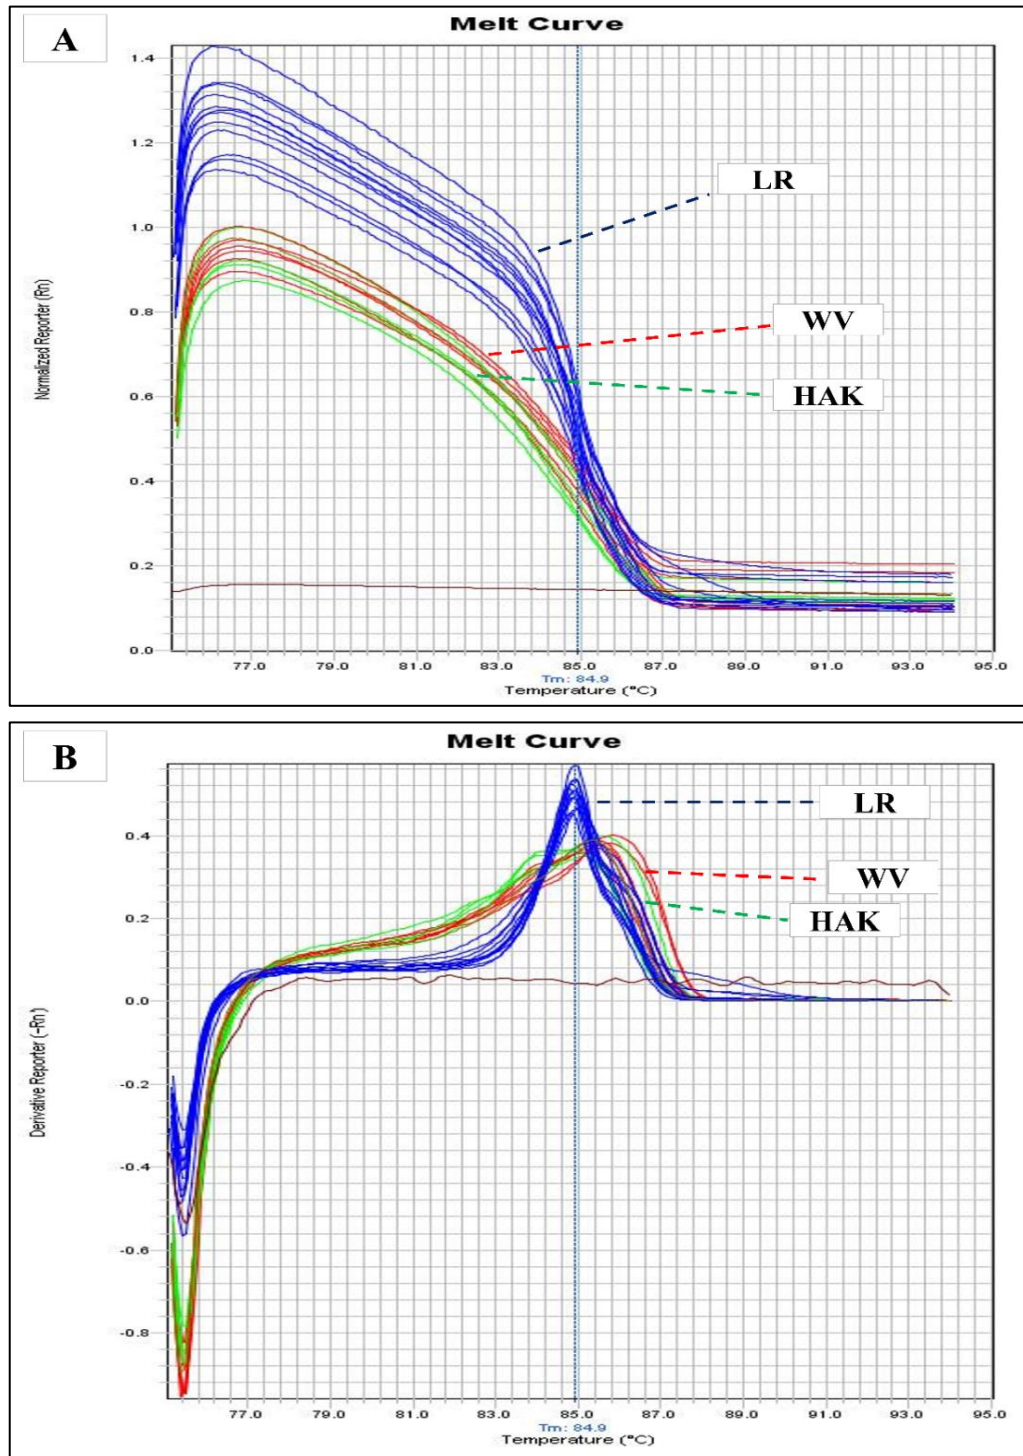 A
Melt Curve
1.4
1.2
1.0
0.8
0.6
0.4
0.2
0.0
Normalized Reporter (Rn)
LR
WV
HAK
77.0 79.0 81.0 83.0 85.0 87.0 89.0 91.0 93.0 95.0
Tm: 84.9
Temperature (°C)
B
Melt Curve
0.4
0.2
0.0
-0.2
-0.4
-0.6
-0.8
Derivative Reporter (-Rn')
LR
WV
HAK
77.0 79.0 81.0 83.0 85.0 87.0 89.0 91.0 93.0 95.0
Tm: 84.9
Temperature (°C)